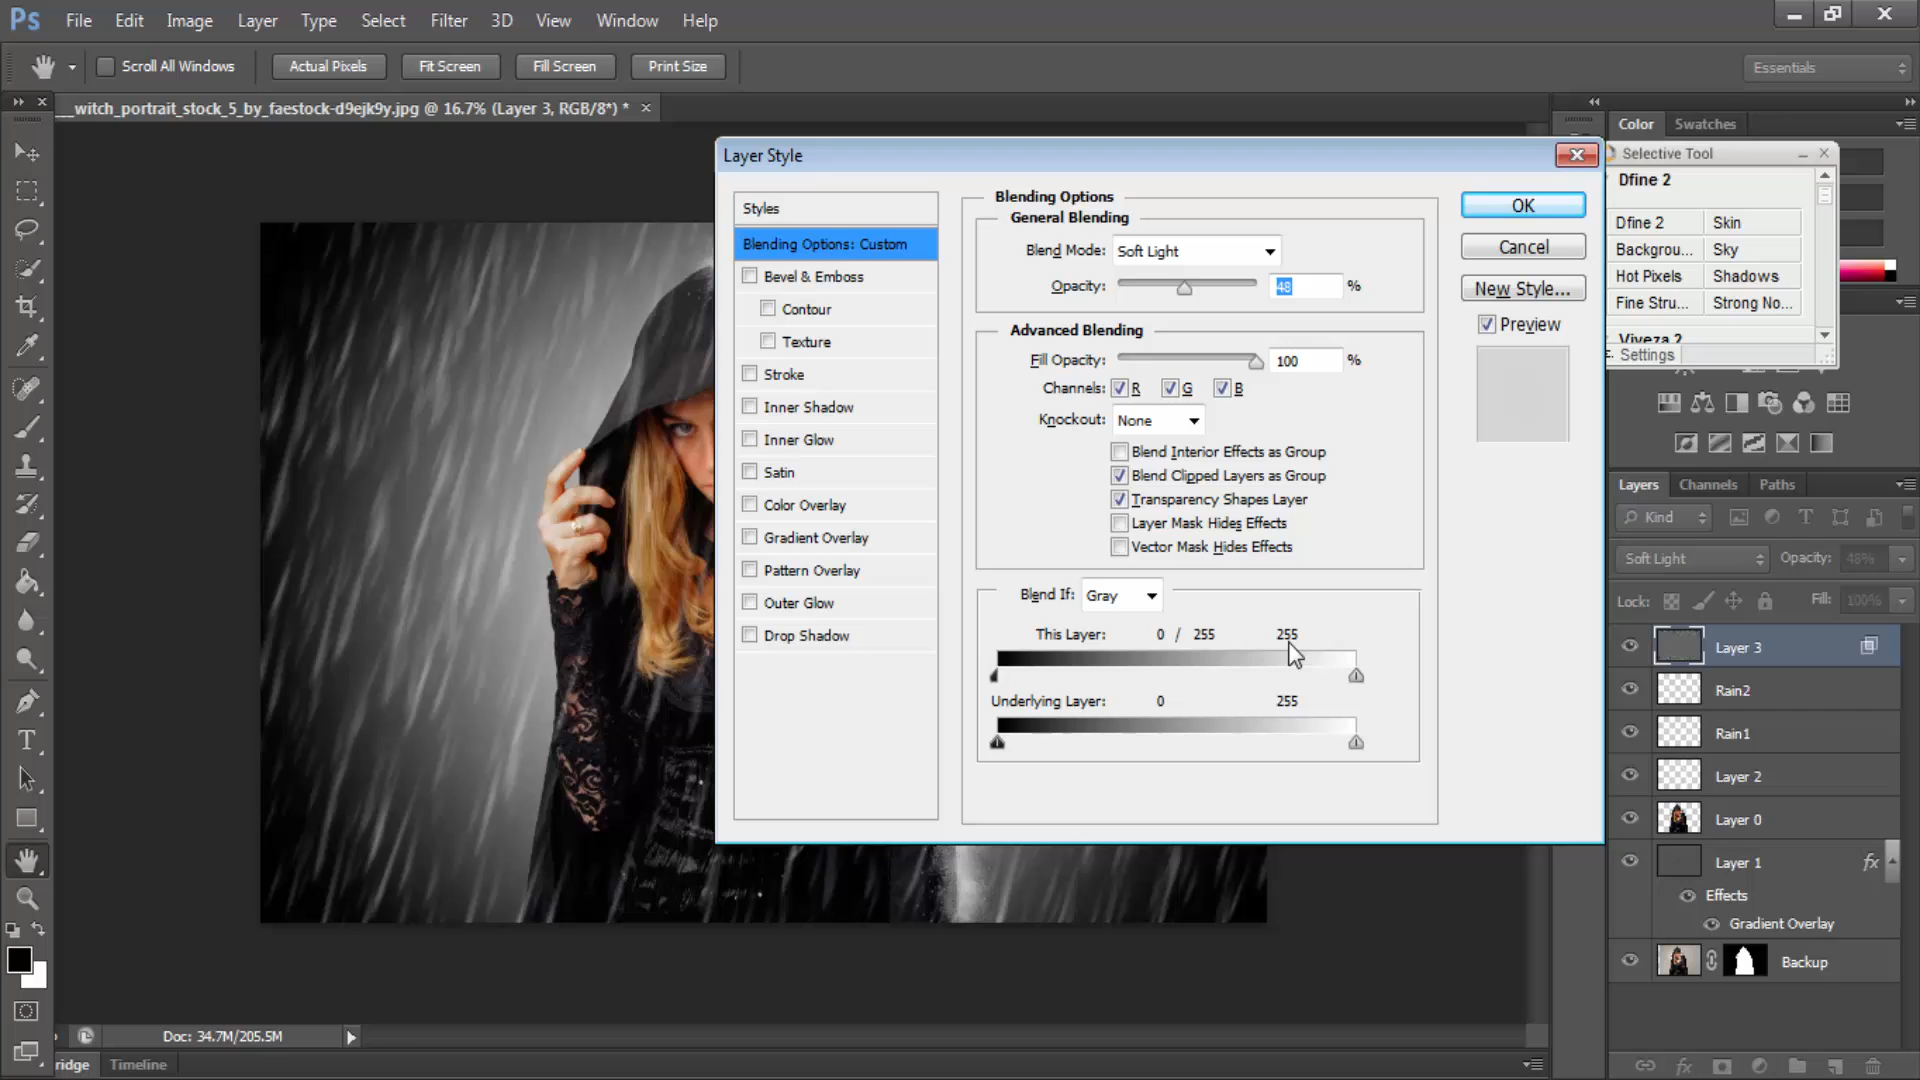 Ps File Edit Image Layer Type Select Filter 3D View Window Help
Scroll All Windows Actual Pixels Fit Screen Fill Screen Print Size Essentials
__witch_portrait_stock_5_by_faestock-d9ejk9y.jpg @ 16.7% (Layer 3, RGB/8*) *
Layer Style
Styles
Blending Options: Custom
Bevel & Emboss
Contour
Texture
Stroke
Inner Shadow
Inner Glow
Satin
Color Overlay
Gradient Overlay
Pattern Overlay
Outer Glow
Drop Shadow
Blending Options
General Blending
Blend Mode: Soft Light
Opacity: 48 %
Advanced Blending
Fill Opacity: 100 %
Channels: R G B
Knockout: None
Blend Interior Effects as Group
Blend Clipped Layers as Group
Transparency Shapes Layer
Layer Mask Hides Effects
Vector Mask Hides Effects
Blend If: Gray
This Layer: 0 / 255 255
Underlying Layer: 0 255
OK
Cancel
New Style...
Preview
Color Swatches
Selective Tool
Dfine 2
Dfine 2 Skin
Backgrou... Sky
Hot Pixels Shadows
Fine Stru... Strong No...
Viveza 2
Settings
Layers Channels Paths
Kind
Soft Light Opacity: 48%
Lock: Fill: 100%
Layer 3
Rain2
Rain1
Layer 2
Layer 0
Layer 1 fx
Effects
Gradient Overlay
Backup
fx
T
Doc: 34.7M/205.5M
ridge Timeline